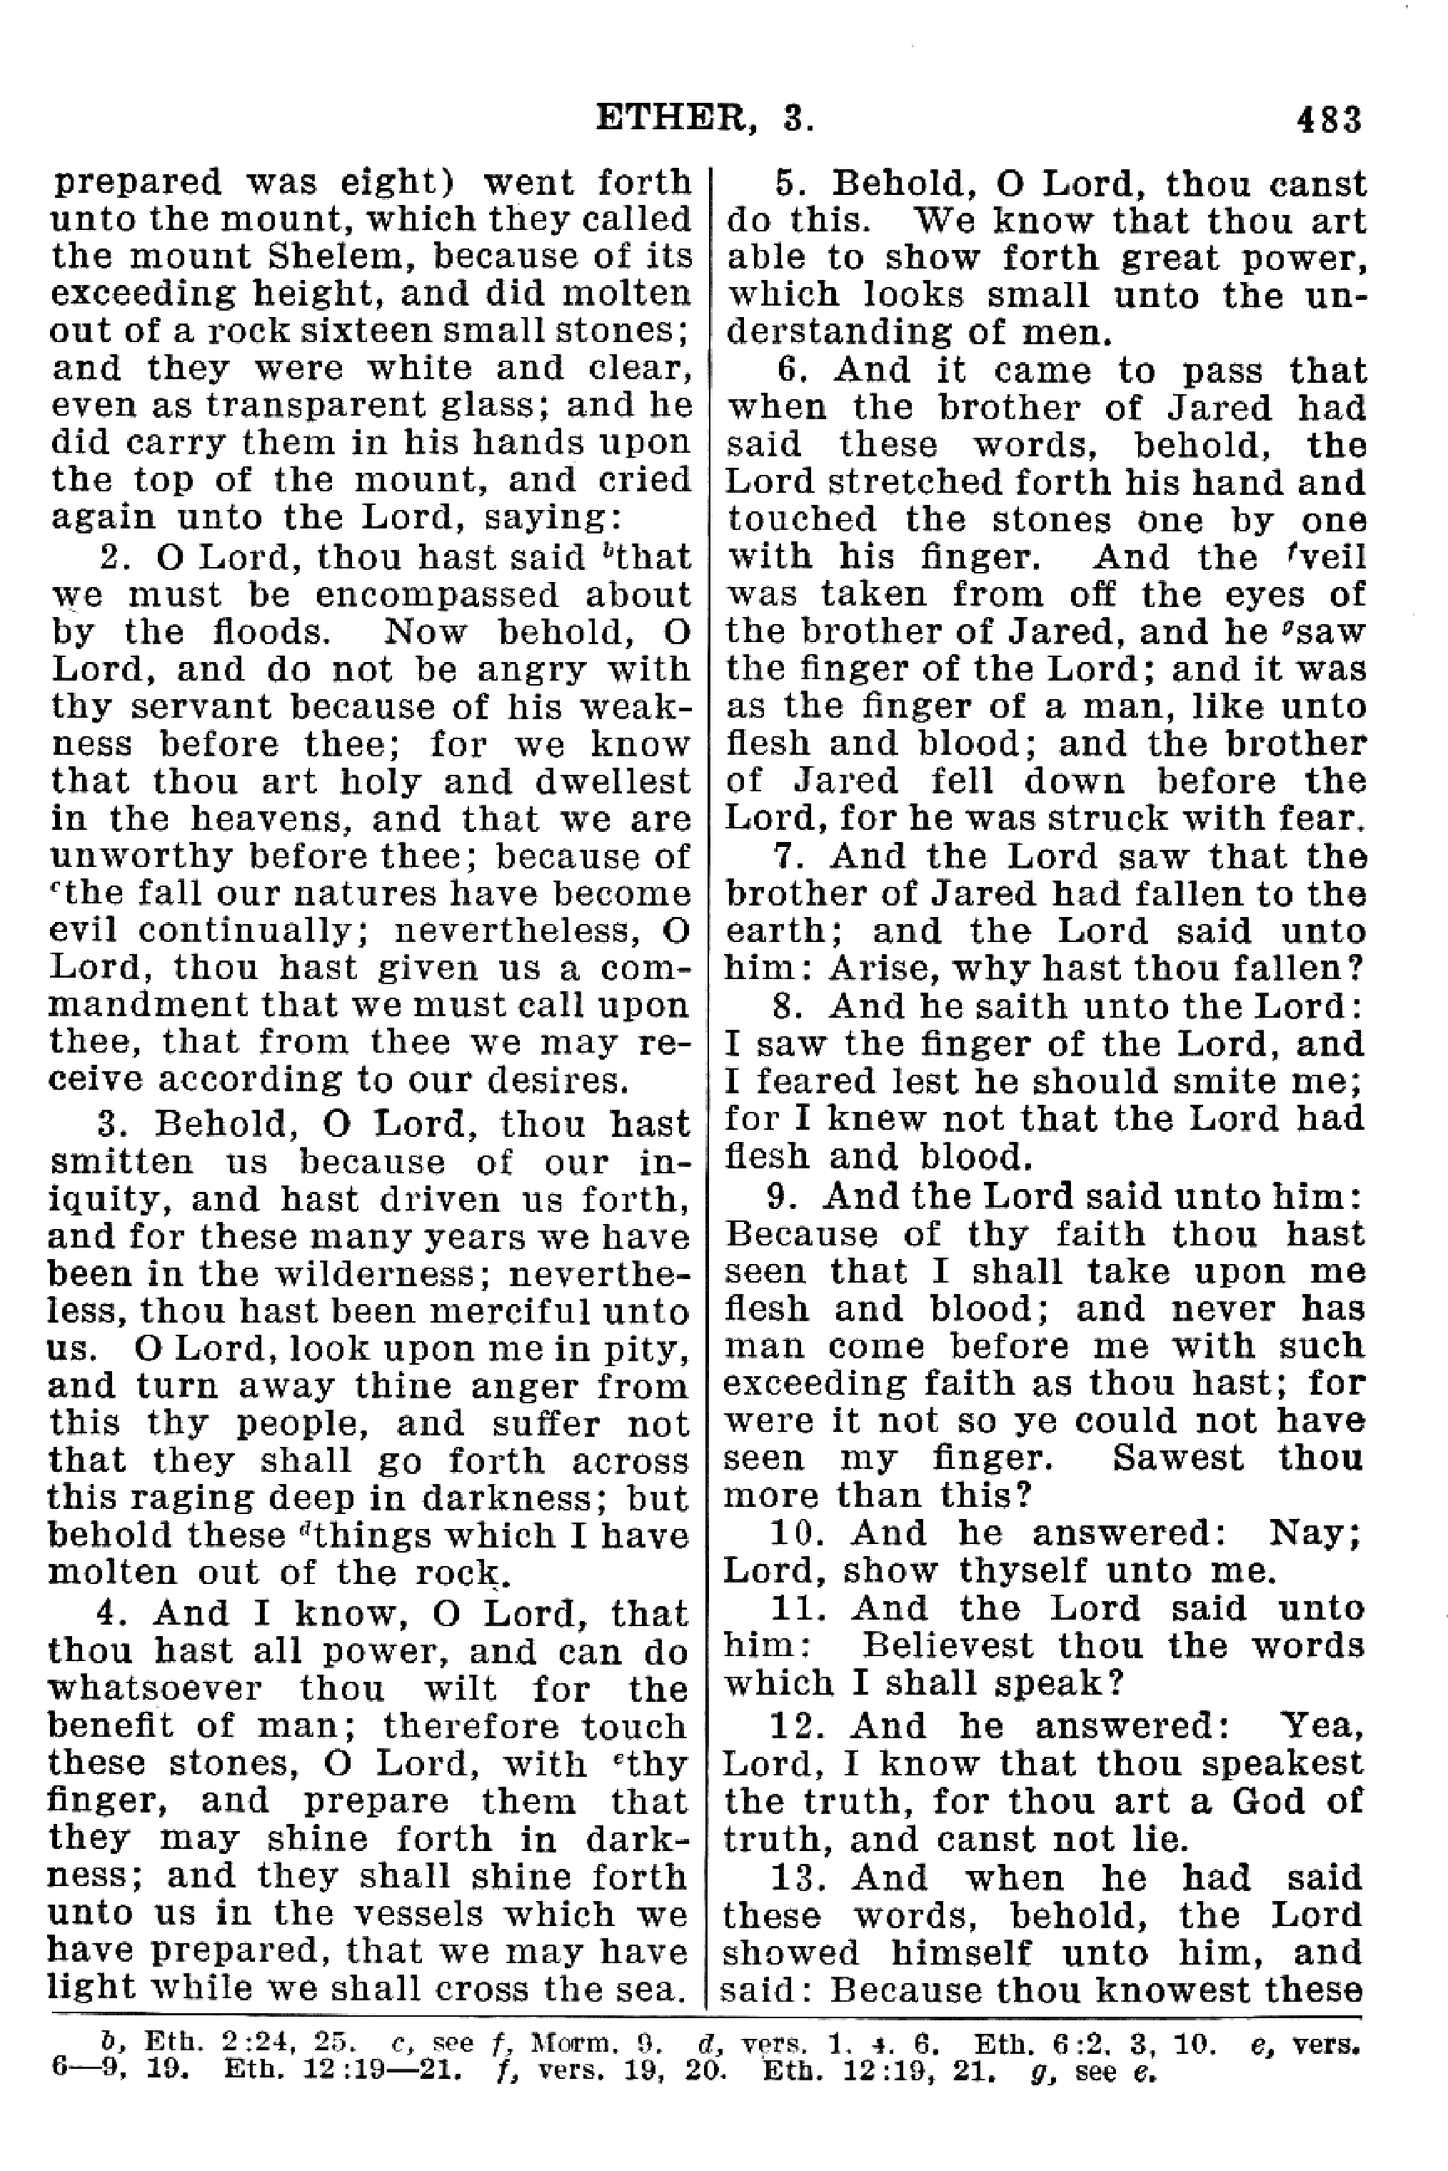 ETHER, 3.
483
prepared was eight) went forth
unto the mount, which they called
the mount Shelem, because of its
exceeding height, and did molten
out of a rock sixteen small stones;
and they were white and clear,
even as transparent glass; and he
did carry them in his hands upon
the top of the mount, and cried
again unto the Lord, saying:
2. O Lord, thou hast said bthat
we must be encompassed about
by the floods. Now behold, O
Lord, and do not be angry with
thy servant because of his weak-
ness before thee; for we know
that thou art holy and dwellest
in the heavens, and that we are
unworthy before thee; because of
cthe fall our natures have become
evil continually; nevertheless, O
Lord, thou hast given us a com-
mandment that we must call upon
thee, that from thee we may re-
ceive according to our desires.
3. Behold, O Lord, thou hast
smitten us because of our in-
iquity, and hast driven us forth,
and for these many years we have
been in the wilderness; neverthe-
less, thou hast been merciful unto
us. O Lord, look upon me in pity,
and turn away thine anger from
this thy people, and suffer not
that they shall go forth across
this raging deep in darkness; but
behold these dthings which I have
molten out of the rock.
4. And I know, O Lord, that
thou hast all power, and can do
whatsoever thou wilt for the
benefit of man; therefore touch
these stones, O Lord, with ethy
finger, and prepare them that
they may shine forth in dark-
ness; and they shall shine forth
unto us in the vessels which we
have prepared, that we may have
light while we shall cross the sea.
5. Behold, O Lord, thou canst
do this. We know that thou art
able to show forth great power,
which looks small unto the un-
derstanding of men.
6. And it came to pass that
when the brother of Jared had
said these words, behold, the
Lord stretched forth his hand and
touched the stones one by one
with his finger. And the fveil
was taken from off the eyes of
the brother of Jared, and he gsaw
the finger of the Lord; and it was
as the finger of a man, like unto
flesh and blood; and the brother
of Jared fell down before the
Lord, for he was struck with fear.
7. And the Lord saw that the
brother of Jared had fallen to the
earth; and the Lord said unto
him: Arise, why hast thou fallen?
8. And he saith unto the Lord:
I saw the finger of the Lord, and
I feared lest he should smite me;
for I knew not that the Lord had
flesh and blood.
9. And the Lord said unto him:
Because of thy faith thou hast
seen that I shall take upon me
flesh and blood; and never has
man come before me with such
exceeding faith as thou hast; for
were it not so ye could not have
seen my finger. Sawest thou
more than this?
10. And he answered: Nay;
Lord, show thyself unto me.
11. And the Lord said unto
him: Believest thou the words
which I shall speak?
12. And he answered: Yea,
Lord, I know that thou speakest
the truth, for thou art a God of
truth, and canst not lie.
13. And when he had said
these words, behold, the Lord
showed himself unto him, and
said: Because thou knowest these
b, Eth. 2:24, 25. c, see f, Morm. 9. d, vers. 1, 4, 6. Eth. 6:2, 3, 10. e, vers.
6—9, 19. Eth. 12:19—21. f, vers. 19, 20. Eth. 12:19, 21. g, see e.